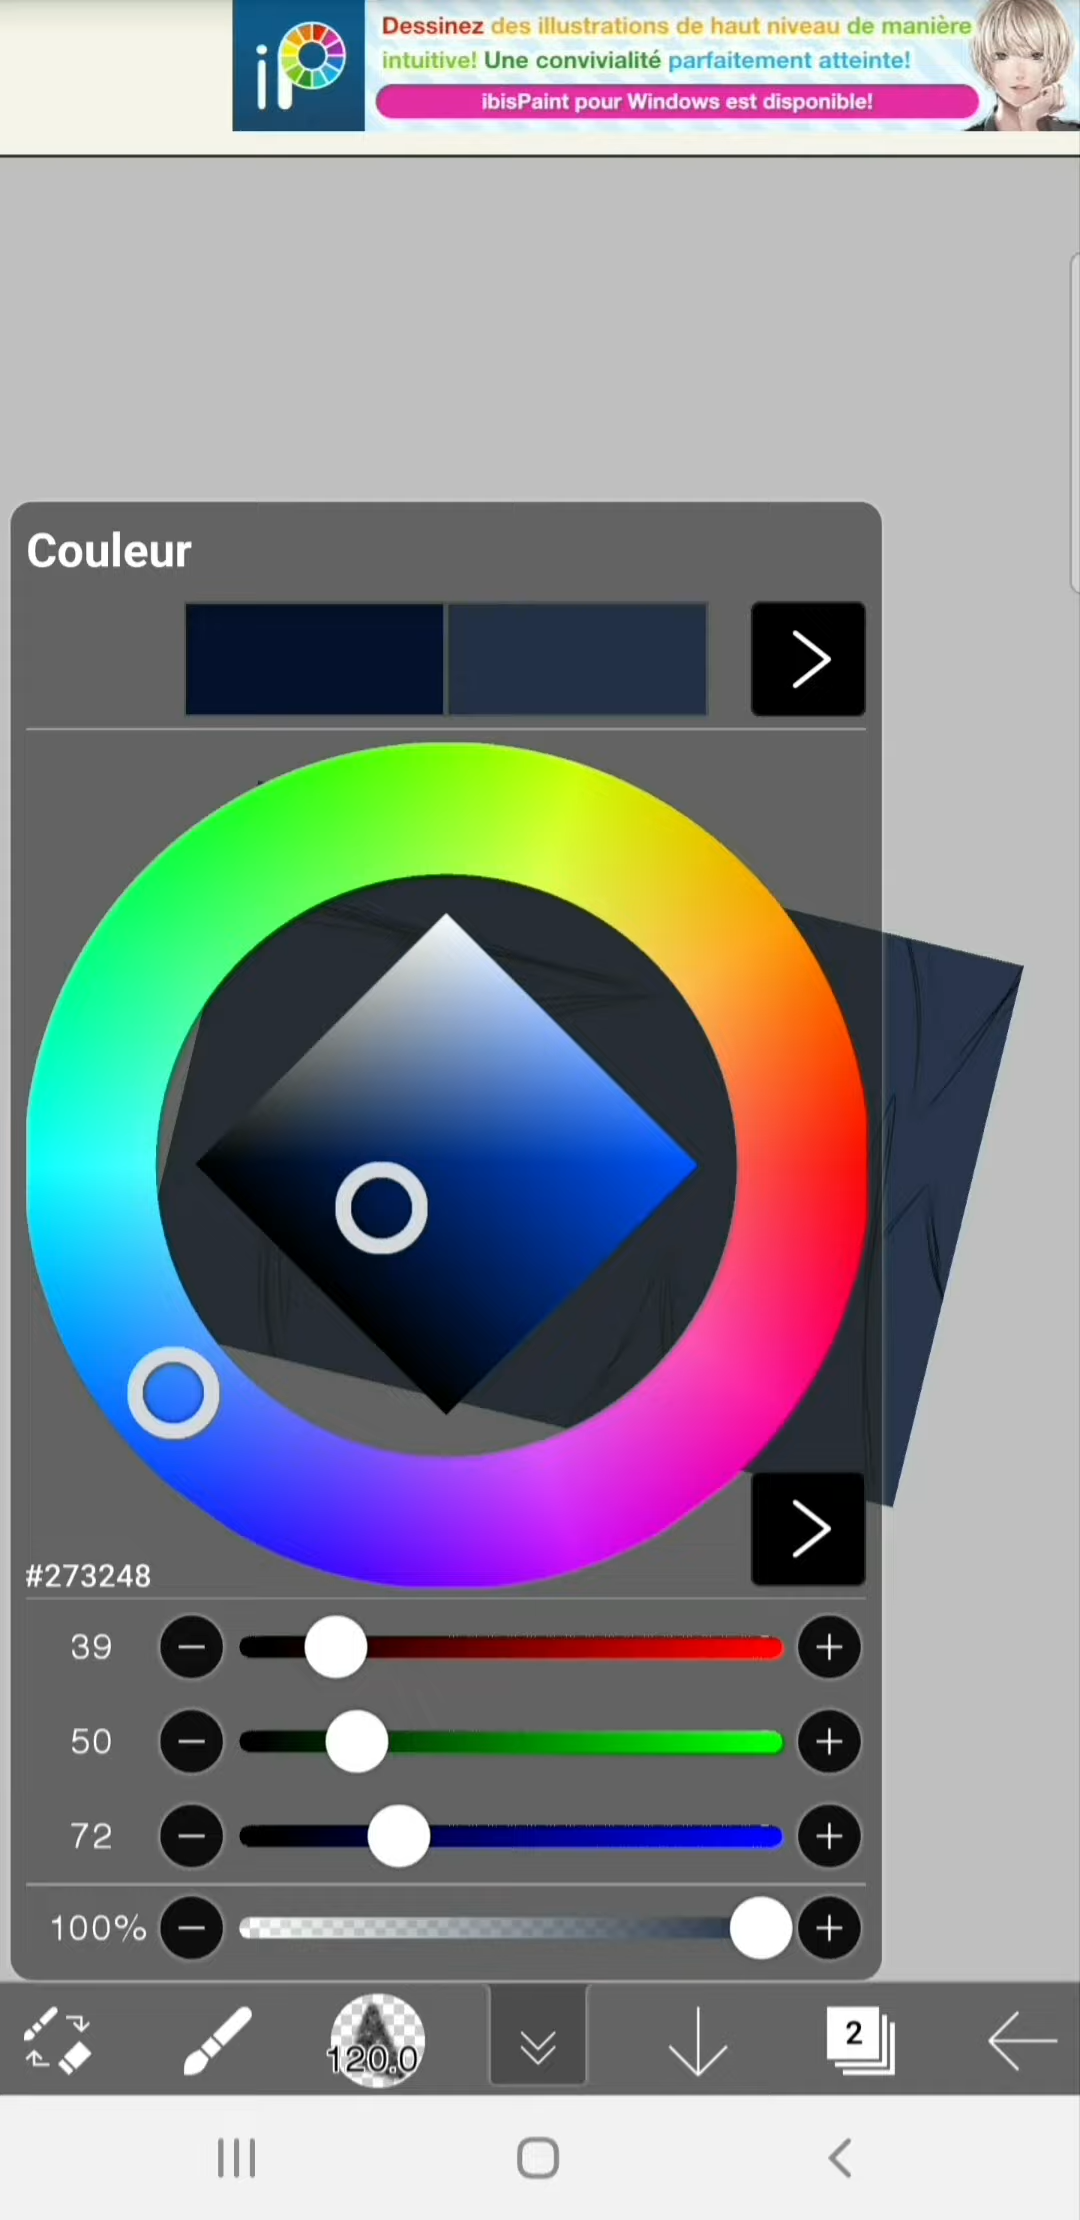 iP
Dessinez des illustrations de haut niveau de manière
intuitive! Une convivialité parfaitement atteinte!
ibisPaint pour Windows est disponible!
Couleur
#273248
39
50
72
100%
120.0
2